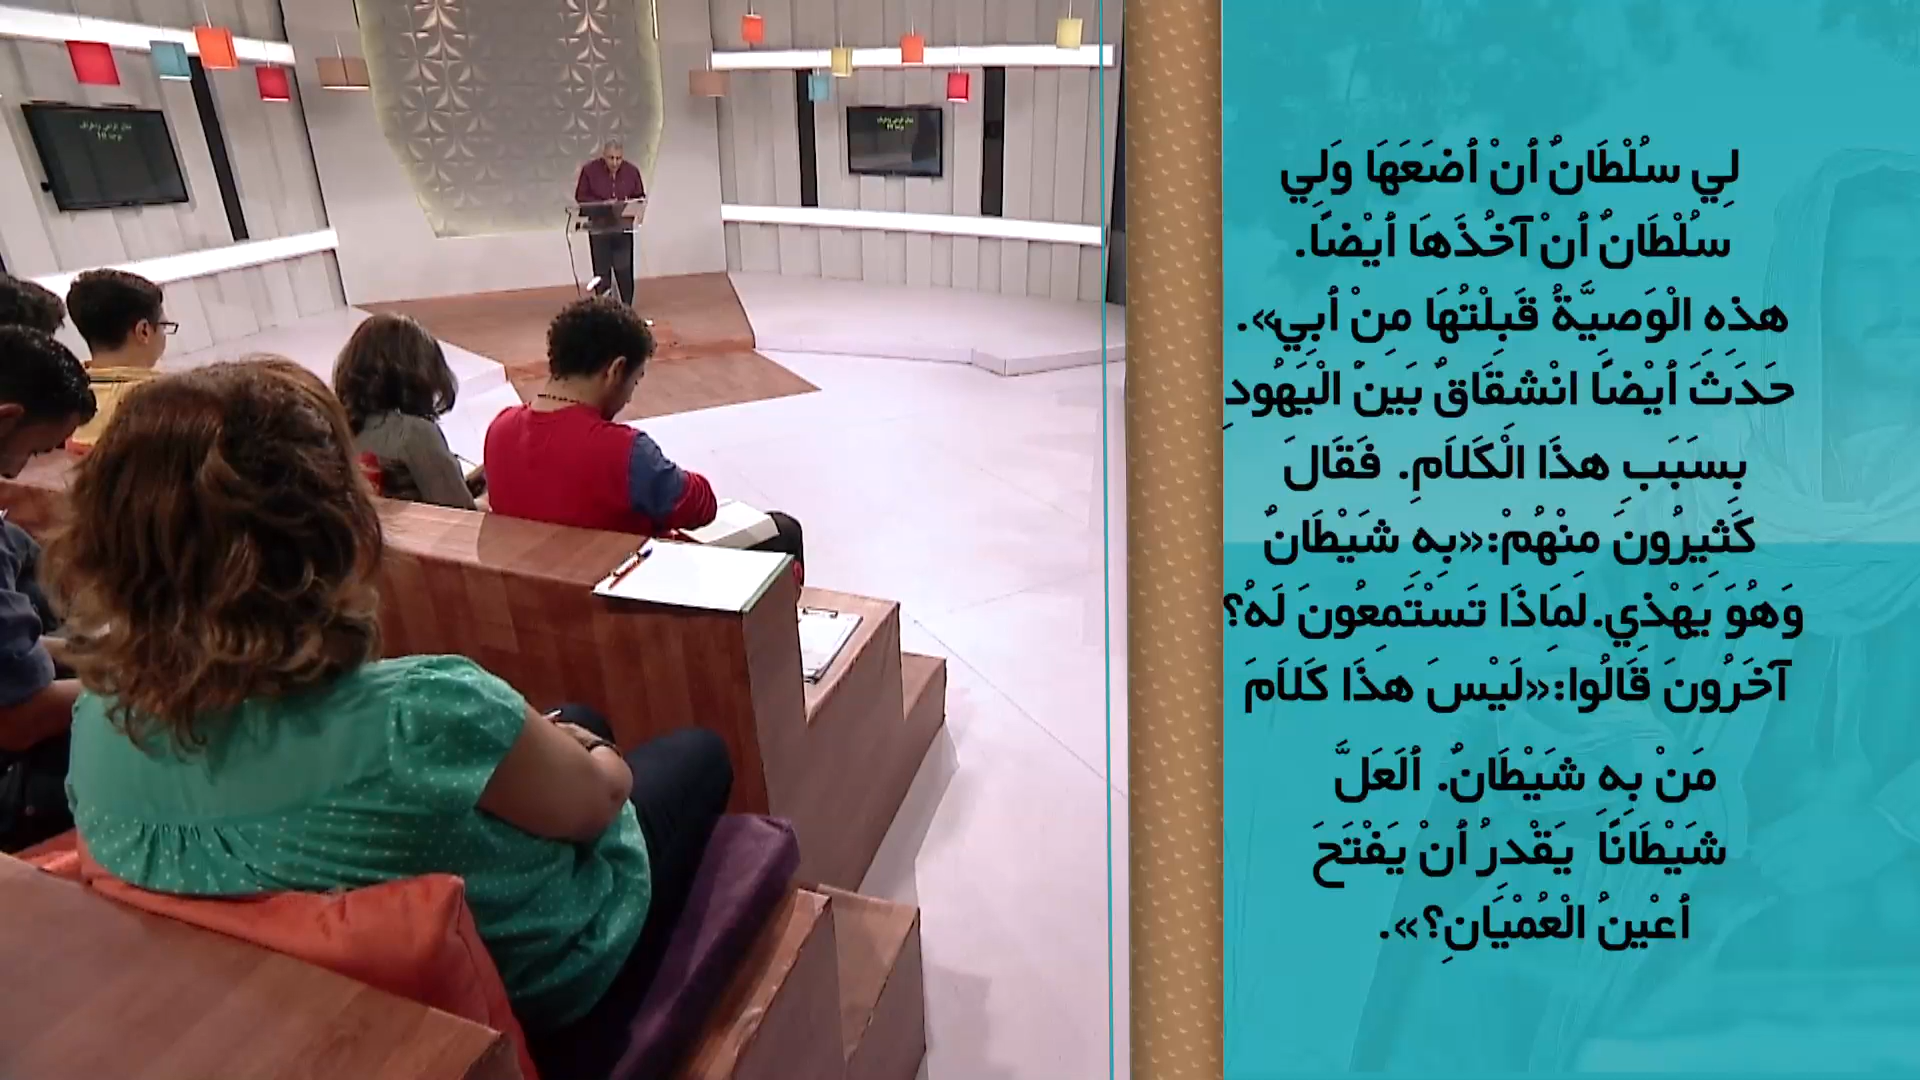 لِي سُلْطَانٌ أَنْ أَضَعَهَا وَلِي
سُلْطَانٌ أَنْ آخُذَهَا أَيْضًا.
هذِهِ الْوَصِيَّةُ قَبِلْتُهَا مِنْ أَبِي».
حَدَثَ أَيْضًا انْشِقَاقٌ بَيْنَ الْيَهُودِ
بِسَبَبِ هذَا الْكَلاَمِ. فَقَالَ
كَثِيرُونَ مِنْهُمْ:«بِهِ شَيْطَانٌ
وَهُوَ يَهْذِي.لِمَاذَا تَسْتَمِعُونَ لَهُ؟
آخَرُونَ قَالُوا:«لَيْسَ هذَا كَلاَمَ
مَنْ بِهِ شَيْطَانٌ. أَلَعَلَّ
شَيْطَانًا يَقْدِرُ أَنْ يَفْتَحَ
أَعْيُنَ الْعُمْيَانِ؟».